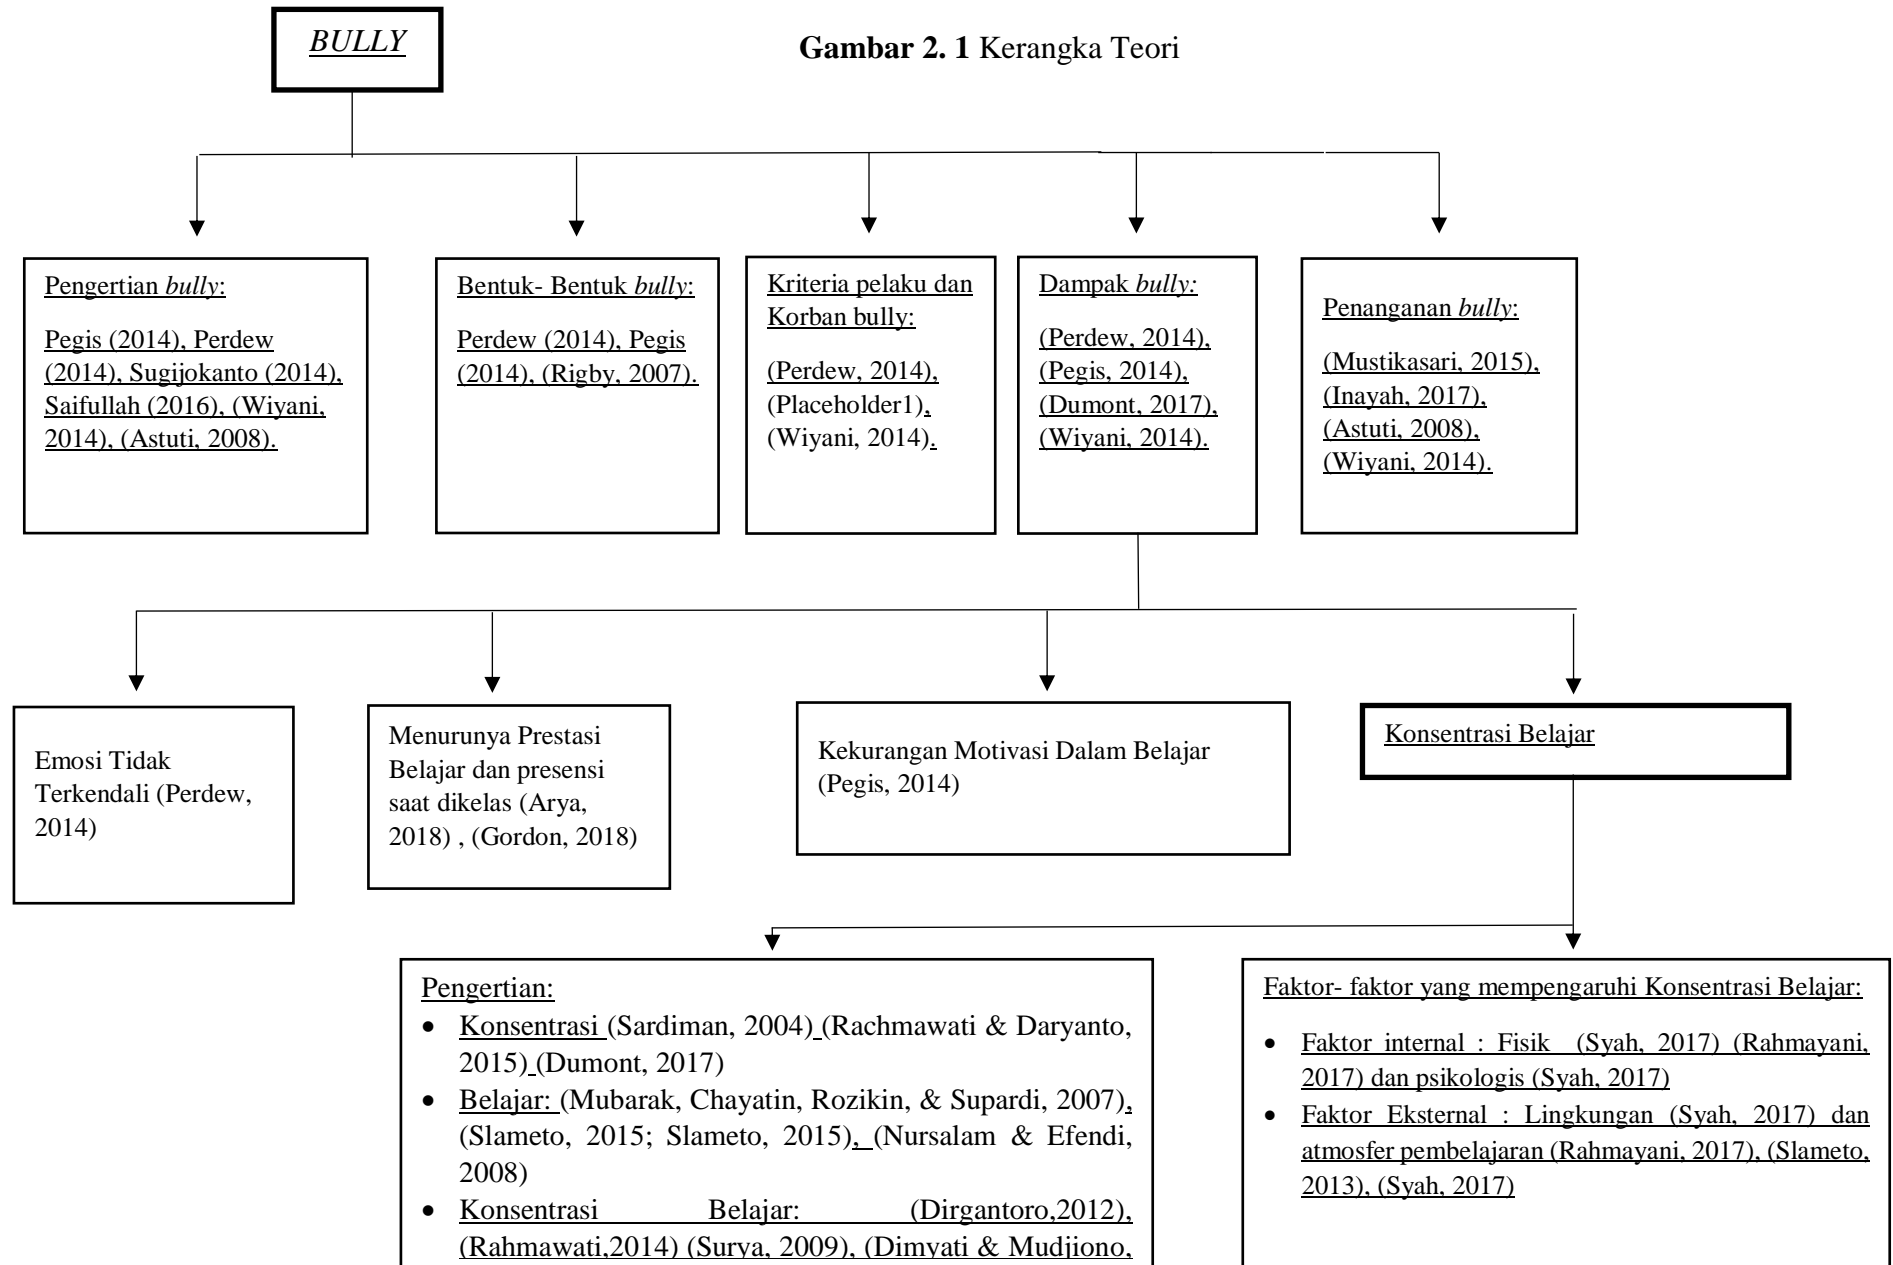 BULLY
Gambar 2. 1 Kerangka Teori
Pengertian bully:
Pegis (2014), Perdew
(2014), Sugijokanto (2014),
Saifullah (2016), (Wiyani,
2014), (Astuti, 2008).
Bentuk- Bentuk bully:
Perdew (2014), Pegis
(2014), (Rigby, 2007).
Kriteria pelaku dan
Korban bully:
(Perdew, 2014),
(Placeholder1),
(Wiyani, 2014).
Dampak bully:
(Perdew, 2014),
(Pegis, 2014),
(Dumont, 2017),
(Wiyani, 2014).
Penanganan bully:
(Mustikasari, 2015),
(Inayah, 2017),
(Astuti, 2008),
(Wiyani, 2014).
Emosi Tidak
Terkendali (Perdew,
2014)
Menurunya Prestasi
Belajar dan presensi
saat dikelas (Arya,
2018) , (Gordon, 2018)
Kekurangan Motivasi Dalam Belajar
(Pegis, 2014)
Konsentrasi Belajar
Pengertian:
• Konsentrasi (Sardiman, 2004) (Rachmawati & Daryanto,
2015) (Dumont, 2017)
• Belajar: (Mubarak, Chayatin, Rozikin, & Supardi, 2007),
(Slameto, 2015; Slameto, 2015), (Nursalam & Efendi,
2008)
• Konsentrasi Belajar: (Dirgantoro,2012),
(Rahmawati,2014) (Surya, 2009), (Dimyati & Mudjiono,
Faktor- faktor yang mempengaruhi Konsentrasi Belajar:
• Faktor internal : Fisik (Syah, 2017) (Rahmayani,
2017) dan psikologis (Syah, 2017)
• Faktor Eksternal : Lingkungan (Syah, 2017) dan
atmosfer pembelajaran (Rahmayani, 2017), (Slameto,
2013), (Syah, 2017)